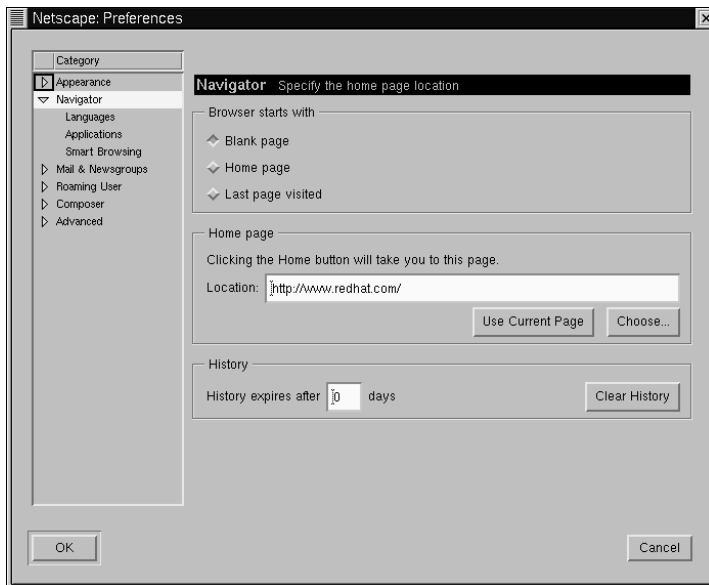 Netscape: Preferences
Category
Appearance
Navigator
Languages
Applications
Smart Browsing
Mail & Newsgroups
Roaming User
Composer
Advanced
Navigator Specify the home page location
Browser starts with
Blank page
Home page
Last page visited
Home page
Clicking the Home button will take you to this page.
Location: http://www.redhat.com/
Use Current Page Choose...
History
History expires after 0 days Clear History
OK Cancel